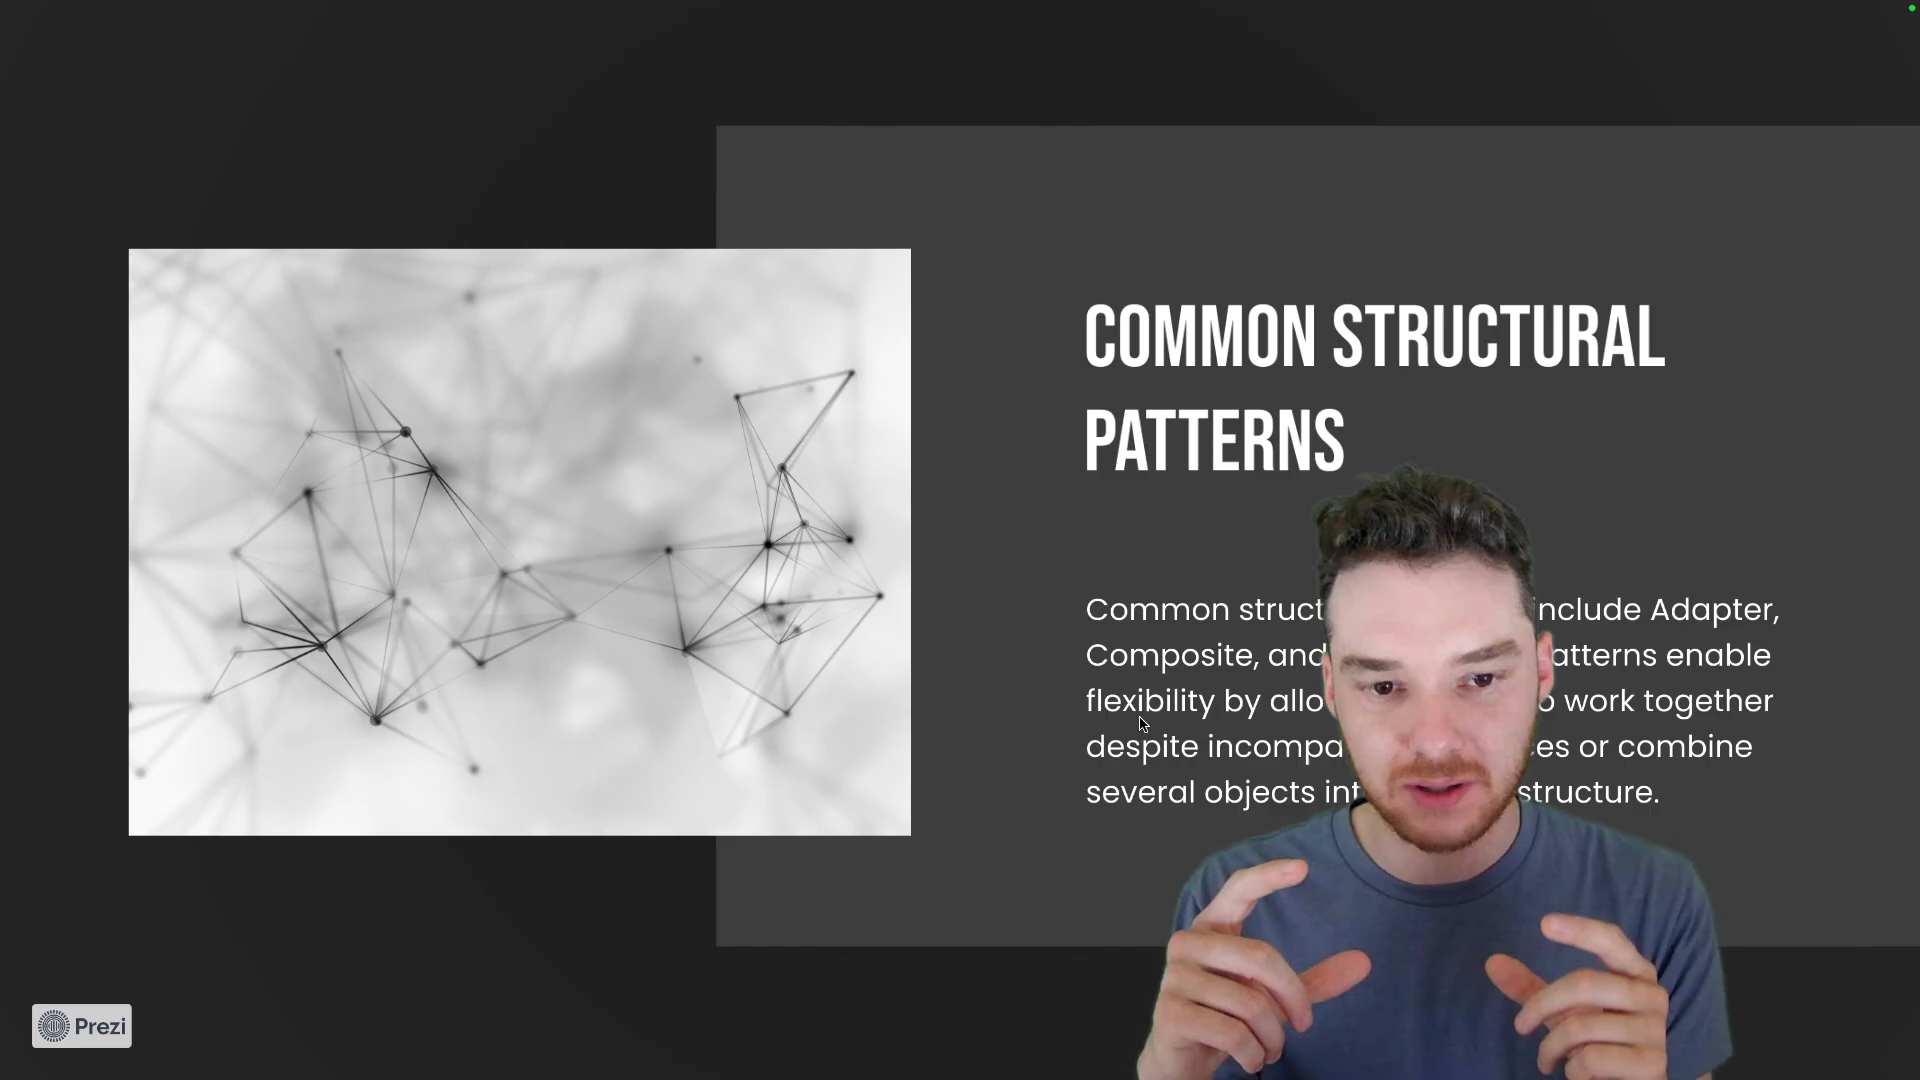 COMMON STRUCTURAL
PATTERNS
Common struct include Adapter,
Composite, and atterns enable
flexibility by allo work together
despite incompa es or combine
several objects int structure.
Prezi